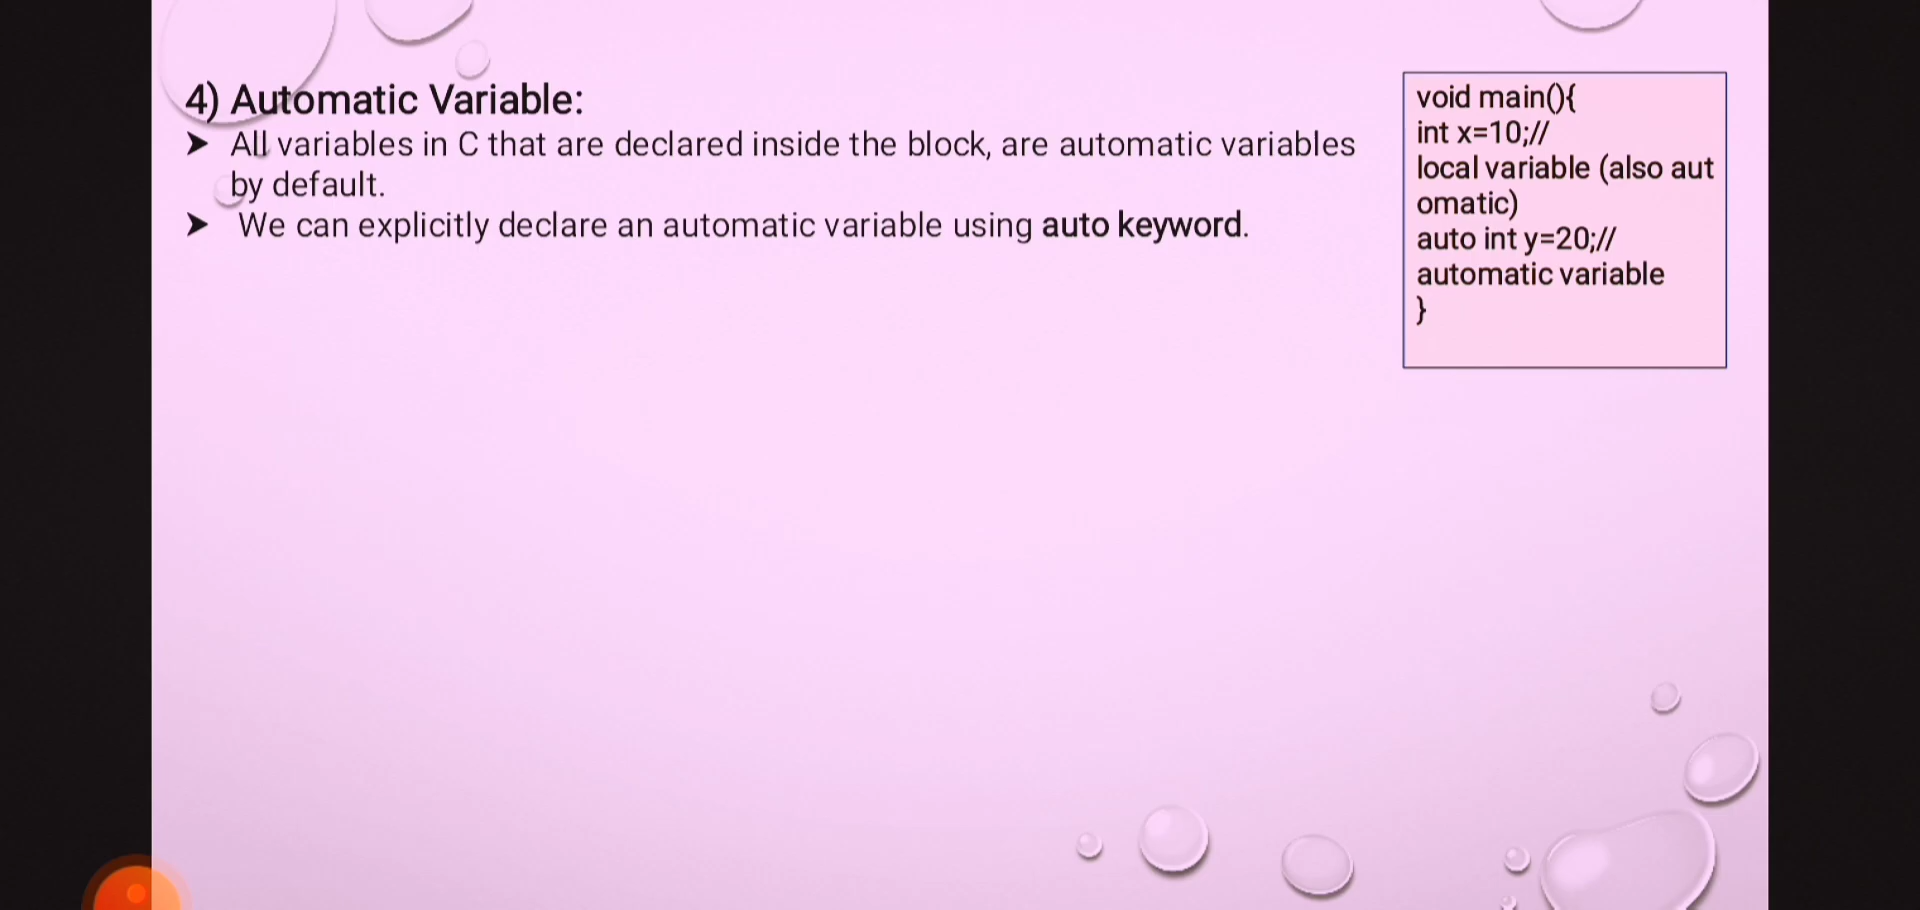 4) Automatic Variable:
➤ All variables in C that are declared inside the block, are automatic variables
by default.
➤ We can explicitly declare an automatic variable using auto keyword.
void main(){
int x=10;//
local variable (also aut
omatic)
auto int y=20;//
automatic variable
}